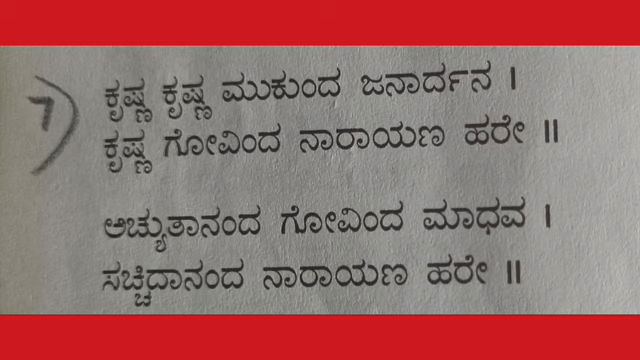 7)
ಕೃಷ್ಣ ಕೃಷ್ಣ ಮುಕುಂದ ಜನಾರ್ದನ ।
ಕೃಷ್ಣ ಗೋವಿಂದ ನಾರಾಯಣ ಹರೇ ॥
ಅಚ್ಯುತಾನಂದ ಗೋವಿಂದ ಮಾಧವ ।
ಸಚ್ಚಿದಾನಂದ ನಾರಾಯಣ ಹರೇ ॥